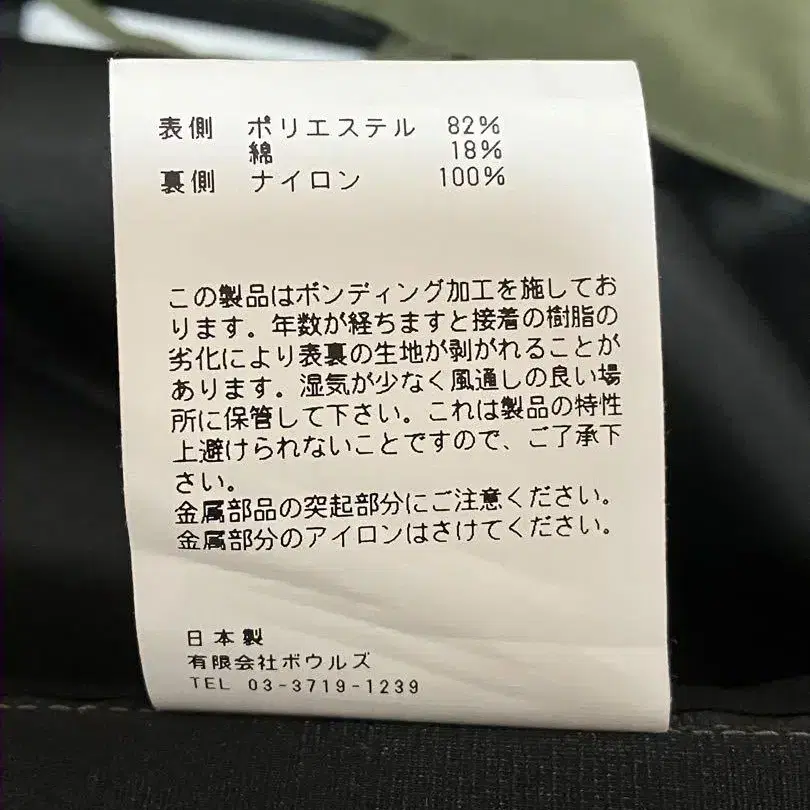 表側 ポリエステル 82%
綿 18%
裏側 ナイロン 100%
この製品はボンディング加工を施してお
ります。年数が経ちますと接着の樹脂の
劣化により表裏の生地が剥がれることが
あります。湿気が少なく風通しの良い場
所に保管して下さい。これは製品の特性
上避けられないことですので、ご了承下
さい。
金属部品の突起部分にご注意ください。
金属部分のアイロンはさけてください。
日本製
有限会社ボウルズ
TEL 03-3719-1239